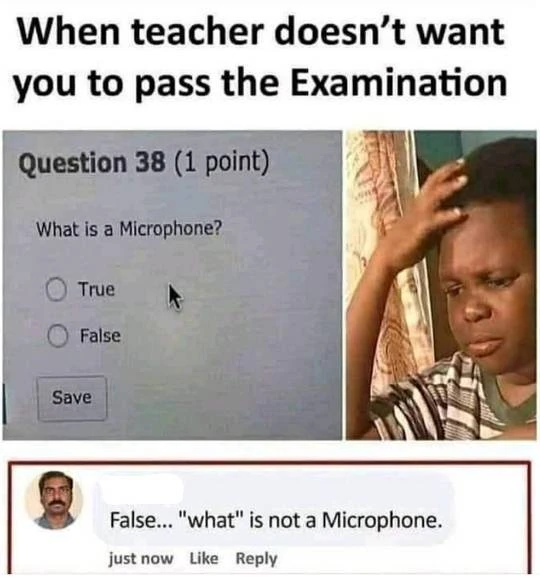 When teacher doesn't want
you to pass the Examination
Question 38 (1 point)
What is a Microphone?
True
False
Save
False... "what" is not a Microphone.
just now Like Reply